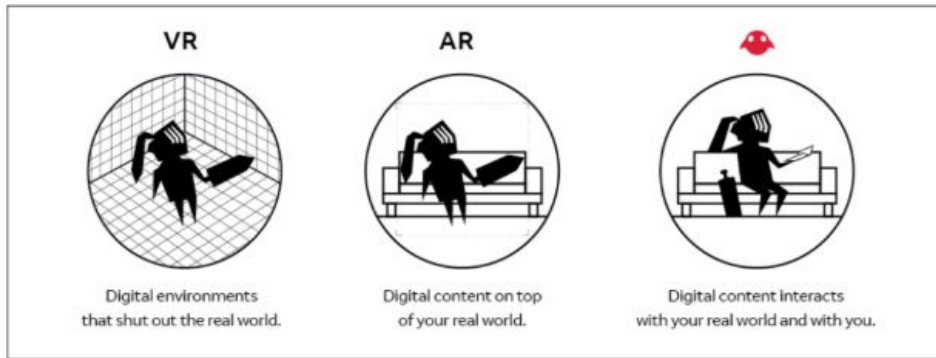 VR
Digital environments
that shut out the real world.
AR
Digital content on top
of your real world.
Digital content interacts
with your real world and with you.